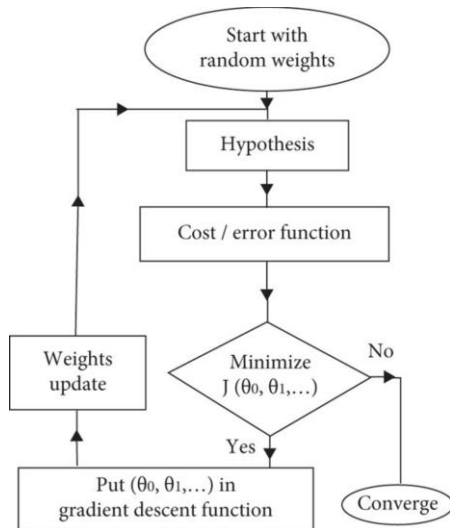 Start with
random weights
Hypothesis
Cost / error function
Minimize
J (θ₀, θ₁,...)
No
Yes
Weights
update
Put (θ₀, θ₁,...) in
gradient descent function
Converge